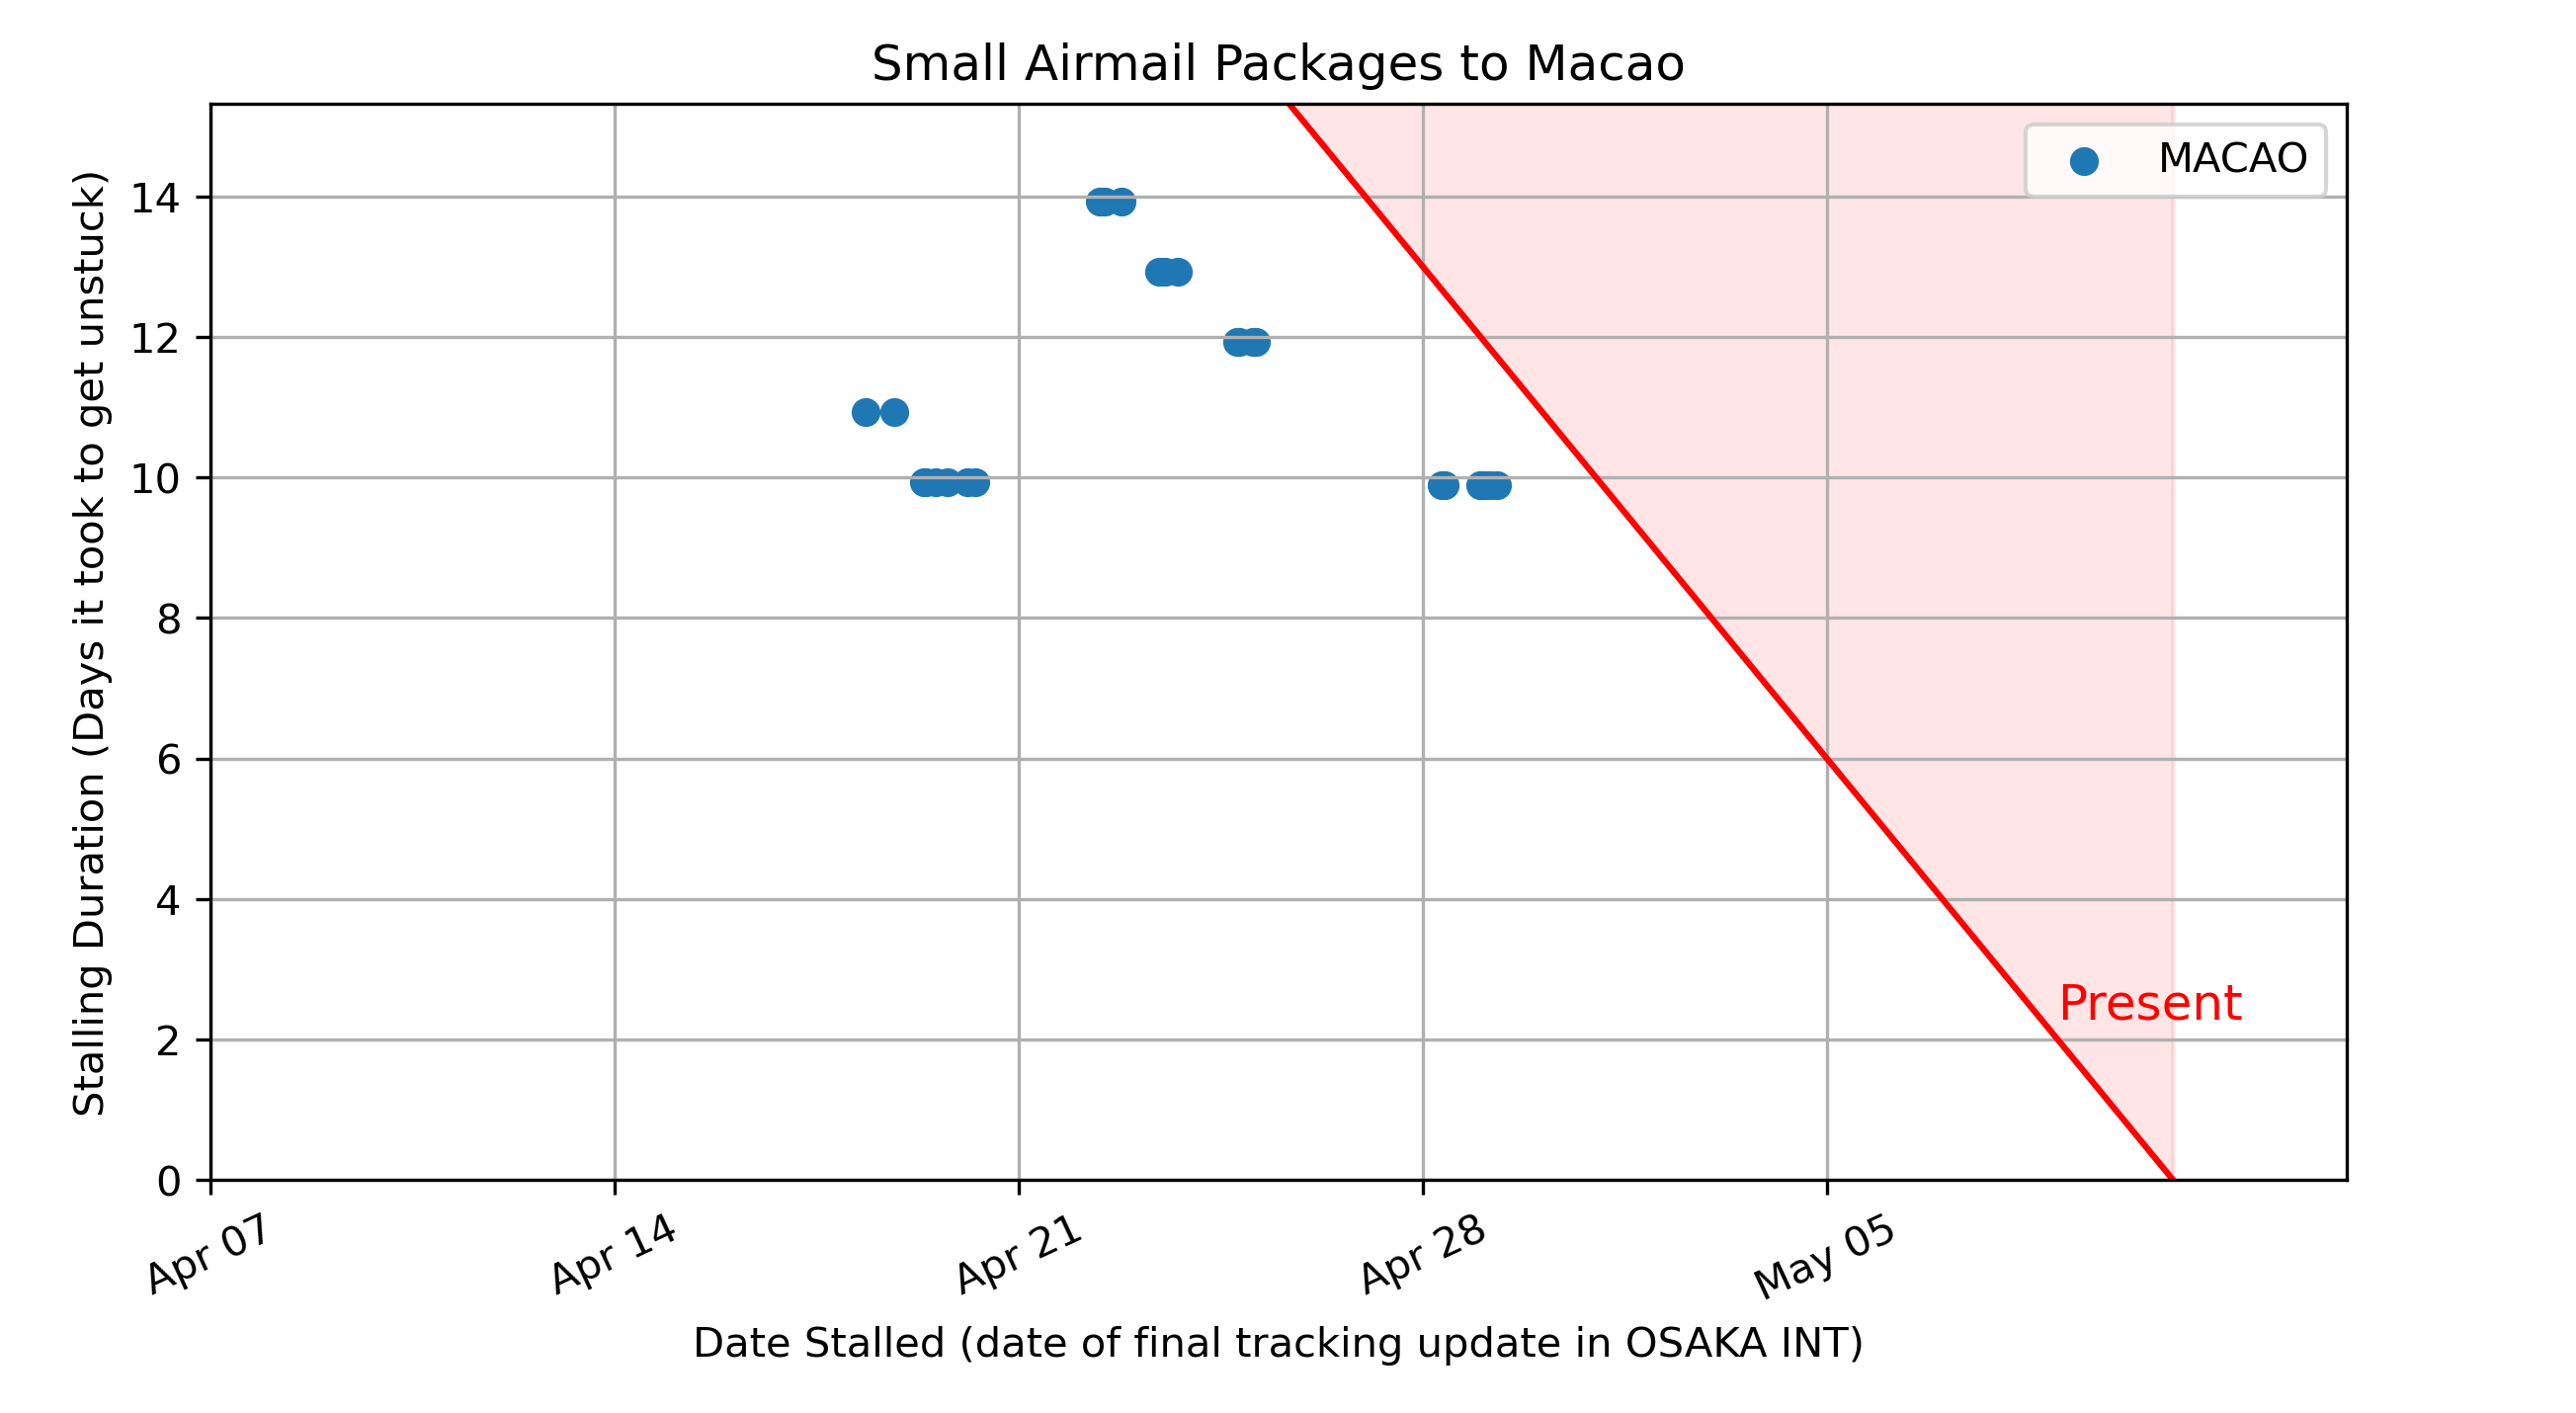 Small Airmail Packages to Macao
MACAO
Stalling Duration (Days it took to get unstuck)
14
12
10
8
6
4
2
0
Present
Apr 07
Apr 14
Apr 21
Apr 28
May 05
Date Stalled (date of final tracking update in OSAKA INT)